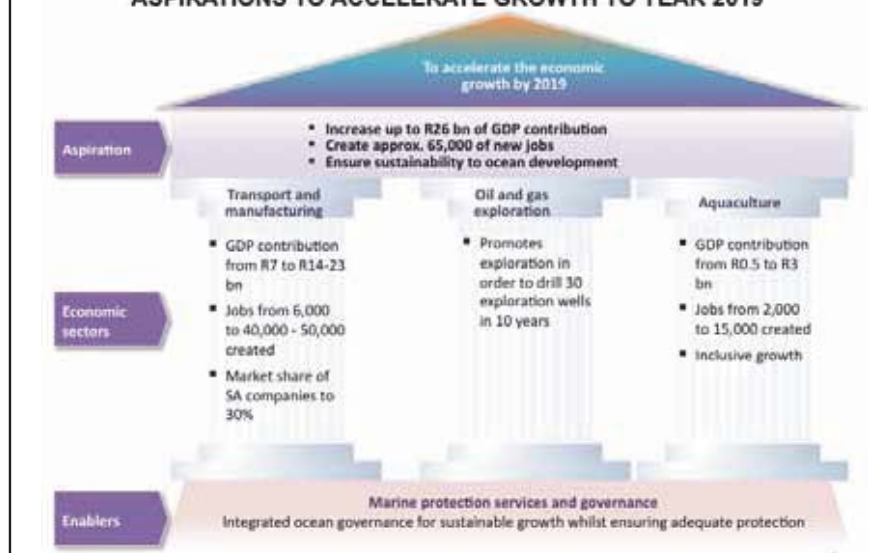 ASPIRATIONS TO ACCELERATE GROWTH TO YEAR 2019
To accelerate the economic
growth by 2019
Aspiration
▪ Increase up to R26 bn of GDP contribution
▪ Create approx. 65,000 of new jobs
▪ Ensure sustainability to ocean development
Transport and
manufacturing
▪ GDP contribution
from R7 to R14-23
bn
▪ Jobs from 6,000
to 40,000 - 50,000
created
▪ Market share of
SA companies to
30%
Oil and gas
exploration
▪ Promotes
exploration in
order to drill 30
exploration wells
in 10 years
Aquaculture
▪ GDP contribution
from R0.5 to R3
bn
▪ Jobs from 2,000
to 15,000 created
▪ Inclusive growth
Economic
sectors
Enablers
Marine protection services and governance
Integrated ocean governance for sustainable growth whilst ensuring adequate protection